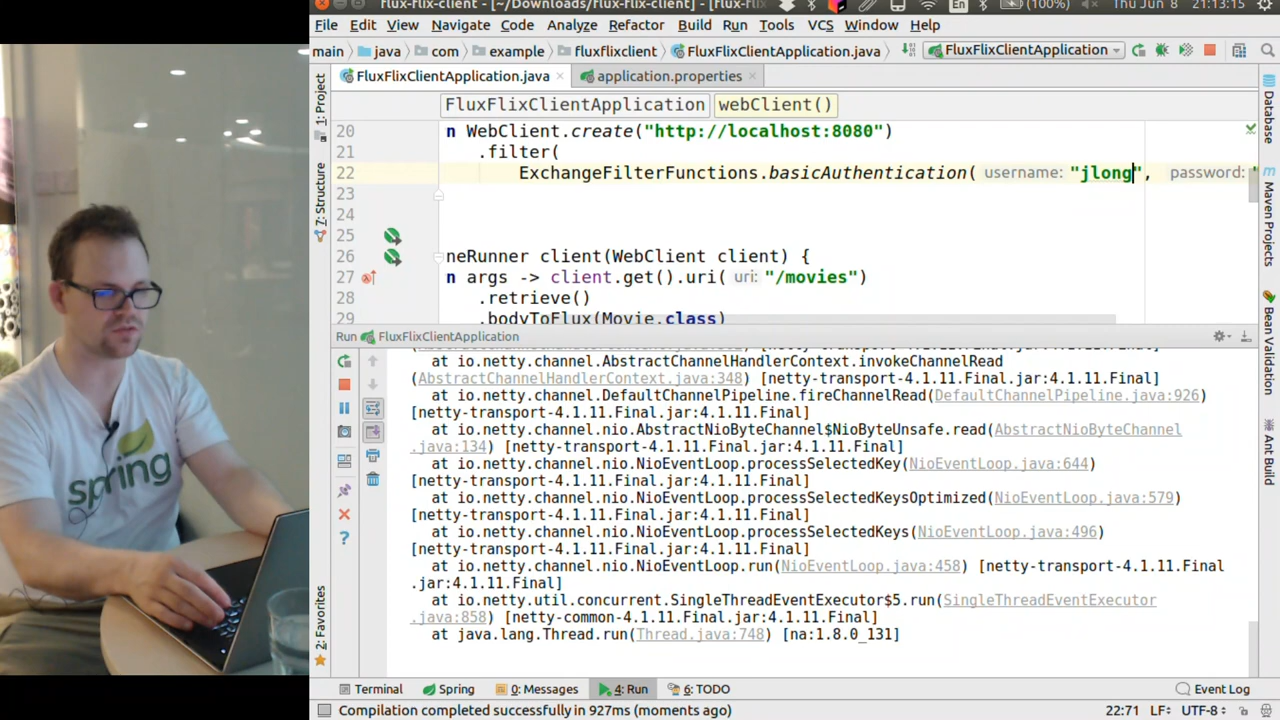 flux-flix-client - [~/Downloads/flux-flix-client] - [flux-fli
En
(100%)
Thu Jun 8
21:13:15
File Edit View Navigate Code Analyze Refactor Build Run Tools VCS Window Help
main java com example fluxflixclient FluxFlixClientApplication.java
FluxFlixClientApplication
FluxFlixClientApplication.java
application.properties
FluxFlixClientApplication
webClient()
20 n WebClient.create("http://localhost:8080")
21 .filter(
22 ExchangeFilterFunctions.basicAuthentication( username: "jlong", password: "
23
24
25
26 neRunner client(WebClient client) {
27 n args -> client.get().uri( uri: "/movies")
28 .retrieve()
29 .bodyToFlux(Movie.class)
Run FluxFlixClientApplication
at io.netty.channel.AbstractChannelHandlerContext.invokeChannelRead
(AbstractChannelHandlerContext.java:348) [netty-transport-4.1.11.Final.jar:4.1.11.Final]
at io.netty.channel.DefaultChannelPipeline.fireChannelRead(DefaultChannelPipeline.java:926)
[netty-transport-4.1.11.Final.jar:4.1.11.Final]
at io.netty.channel.nio.AbstractNioByteChannel$NioByteUnsafe.read(AbstractNioByteChannel
.java:134) [netty-transport-4.1.11.Final.jar:4.1.11.Final]
at io.netty.channel.nio.NioEventLoop.processSelectedKey(NioEventLoop.java:644)
[netty-transport-4.1.11.Final.jar:4.1.11.Final]
at io.netty.channel.nio.NioEventLoop.processSelectedKeysOptimized(NioEventLoop.java:579)
[netty-transport-4.1.11.Final.jar:4.1.11.Final]
at io.netty.channel.nio.NioEventLoop.processSelectedKeys(NioEventLoop.java:496)
[netty-transport-4.1.11.Final.jar:4.1.11.Final]
at io.netty.channel.nio.NioEventLoop.run(NioEventLoop.java:458) [netty-transport-4.1.11.Final
.jar:4.1.11.Final]
at io.netty.util.concurrent.SingleThreadEventExecutor$5.run(SingleThreadEventExecutor
.java:858) [netty-common-4.1.11.Final.jar:4.1.11.Final]
at java.lang.Thread.run(Thread.java:748) [na:1.8.0_131]
Terminal Spring 0: Messages 4: Run 6: TODO
Event Log
Compilation completed successfully in 927ms (moments ago)
22:71 LF÷ UTF-8÷
1: Project
7: Structure
2: Favorites
Database
Maven Projects
Bean Validation
Ant Build
spring